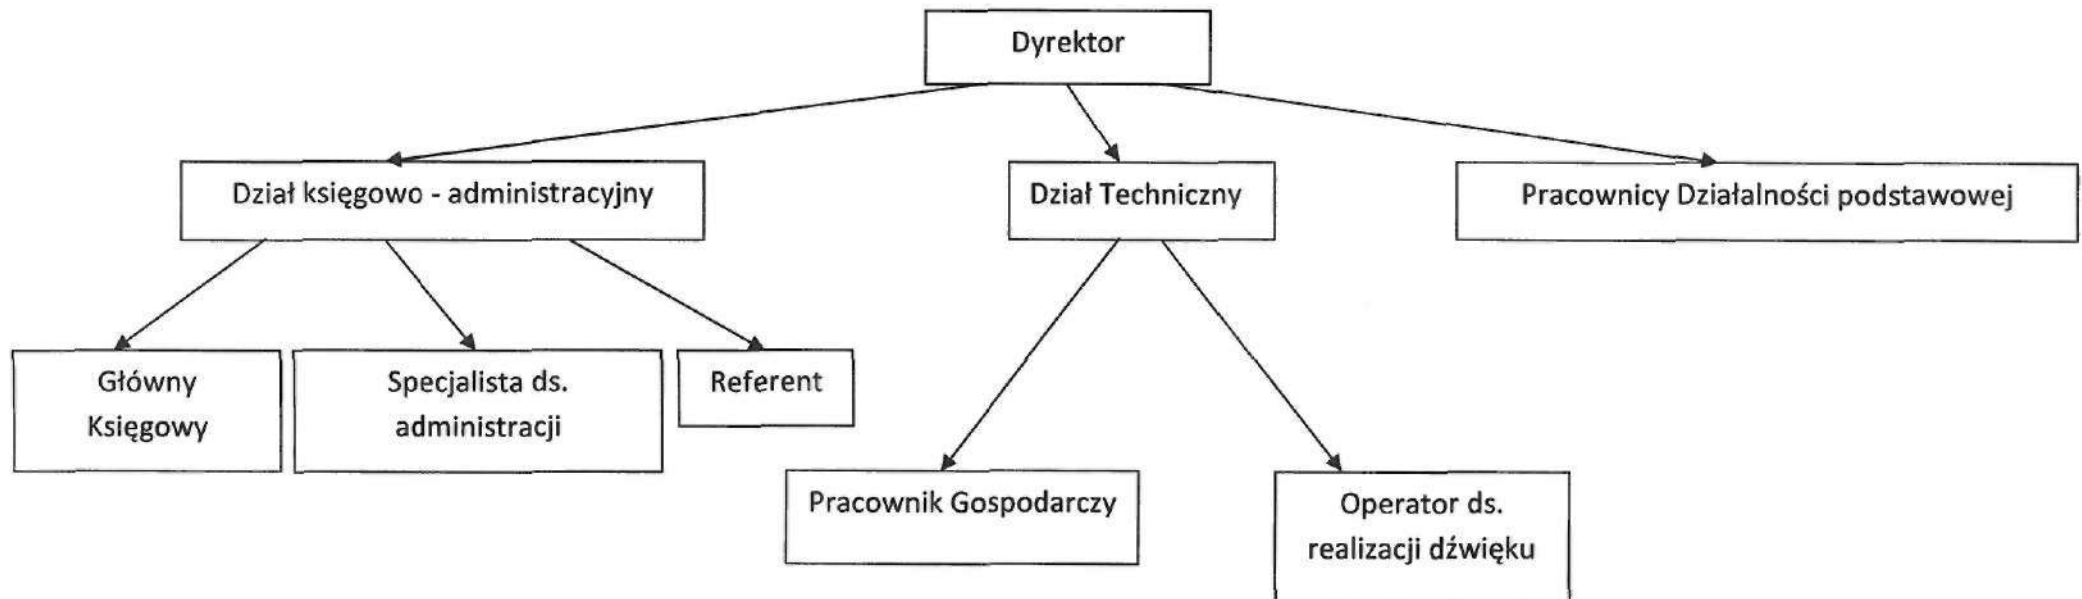 Dyrektor
Dział księgowo - administracyjny
Dział Techniczny
Pracownicy Działalności podstawowej
Główny
Księgowy
Specjalista ds.
administracji
Referent
Pracownik Gospodarczy
Operator ds.
realizacji dźwięku